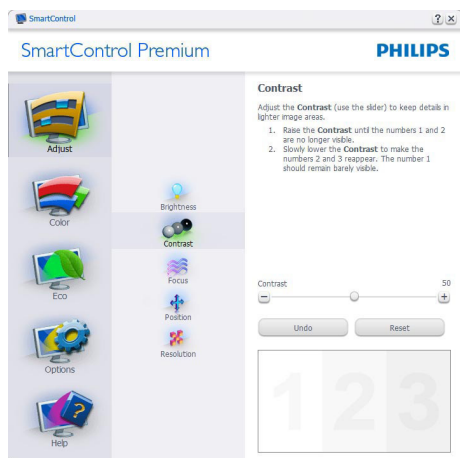 SmartControl
SmartControl Premium
PHILIPS
Adjust
Color
Eco
Options
Help
Brightness
Contrast
Focus
Position
Resolution
Contrast
Adjust the Contrast (use the slider) to keep details in
lighter image areas.
1. Raise the Contrast until the numbers 1 and 2
are no longer visible.
2. Slowly lower the Contrast to make the
numbers 2 and 3 reappear. The number 1
should remain barely visible.
Contrast 50
Undo Reset
1 2 3